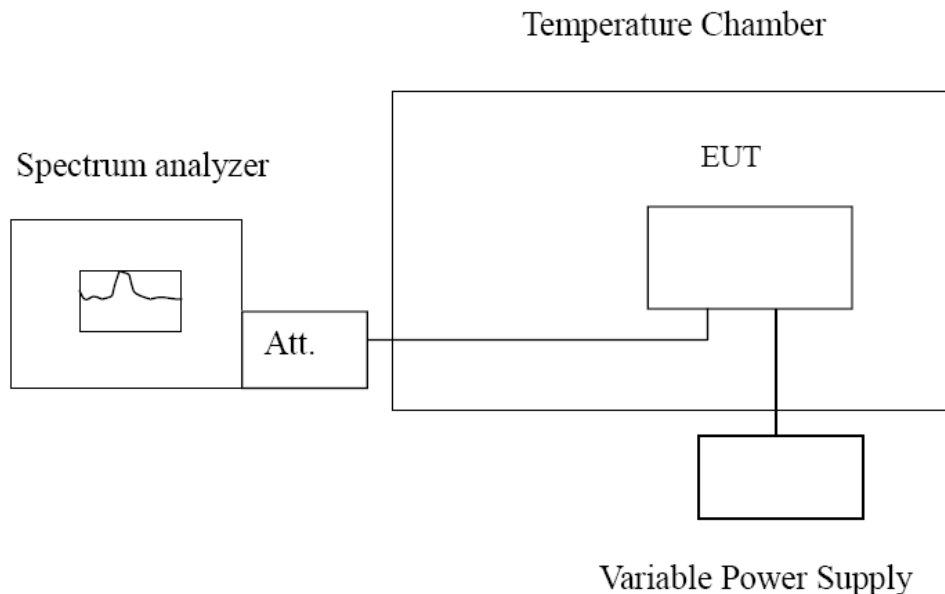 Temperature Chamber
Spectrum analyzer
EUT
Att.
Variable Power Supply